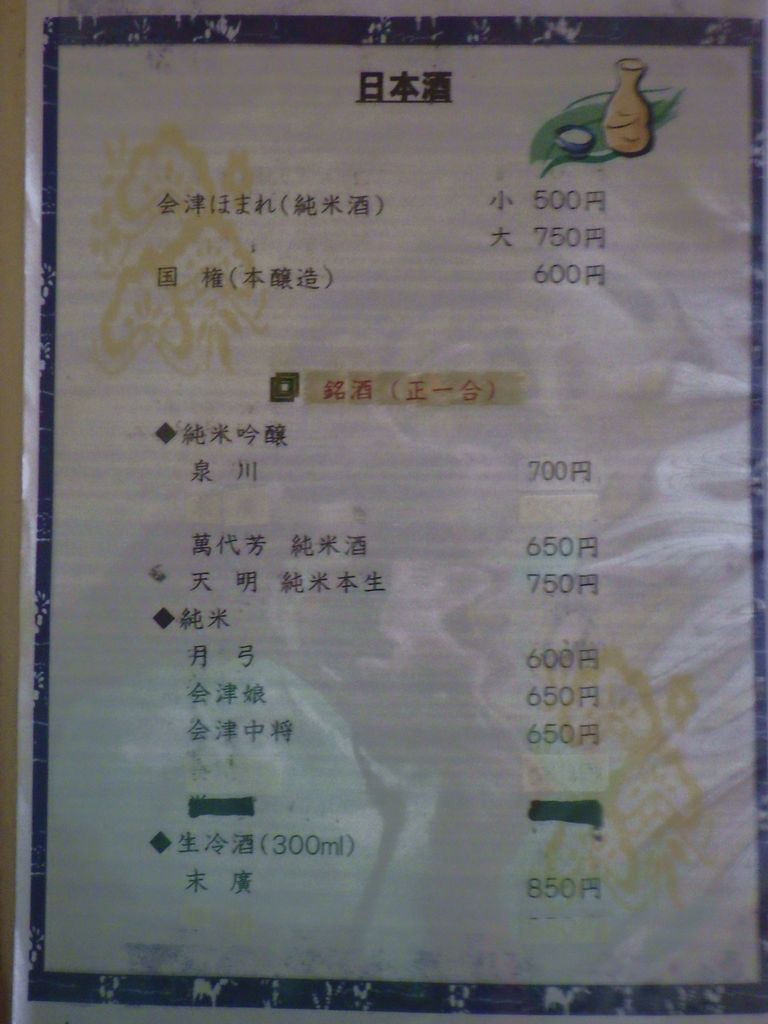 日本酒
会津ほまれ(純米酒) 小 500円
大 750円
国 権(本醸造) 600円
銘酒（正一合）
◆純米吟醸
泉 川 700円
萬代芳 純米酒 650円
天 明 純米本生 750円
◆純米
月 弓 600円
会津娘 650円
会津中将 650円
◆生冷酒(300ml)
末 廣 850円